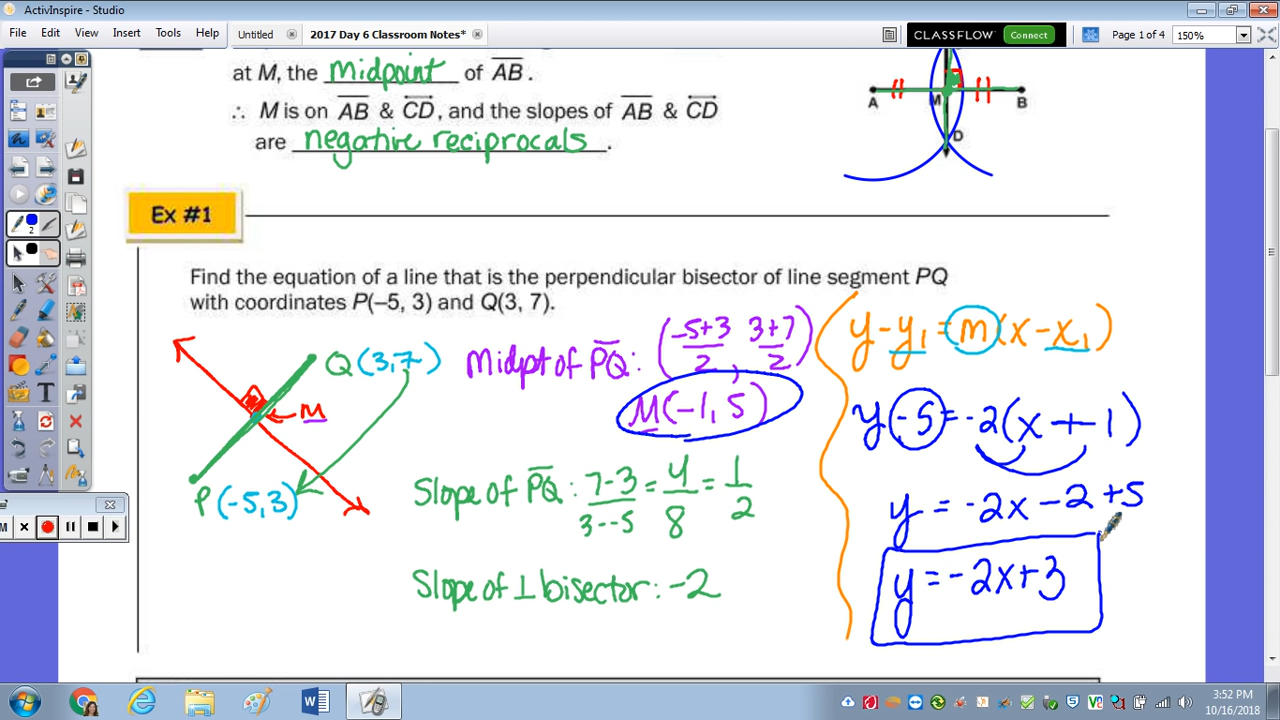 ActivInspire - Studio
File Edit View Insert Tools Help Untitled 2017 Day 6 Classroom Notes* CLASSFLOW Connect Page 1 of 4 150%
at M, the midpoint of AB.
∴ M is on AB & CD, and the slopes of AB & CD
are negative reciprocals.
A M B
D
Ex #1
Find the equation of a line that is the perpendicular bisector of line segment PQ
with coordinates P(–5, 3) and Q(3, 7).
Q (3,7)
M
P (-5,3)
Midpt of PQ: (-5+3/2, 3+7/2)
M(-1, 5)
Slope of PQ: 7-3/3--5 = 4/8 = 1/2
Slope of ⊥ bisector: -2
y - y₁ = m(x - x₁)
y - 5 = -2(x + 1)
y = -2x - 2 + 5
y = -2x + 3
2
M
3:52 PM
10/16/2018